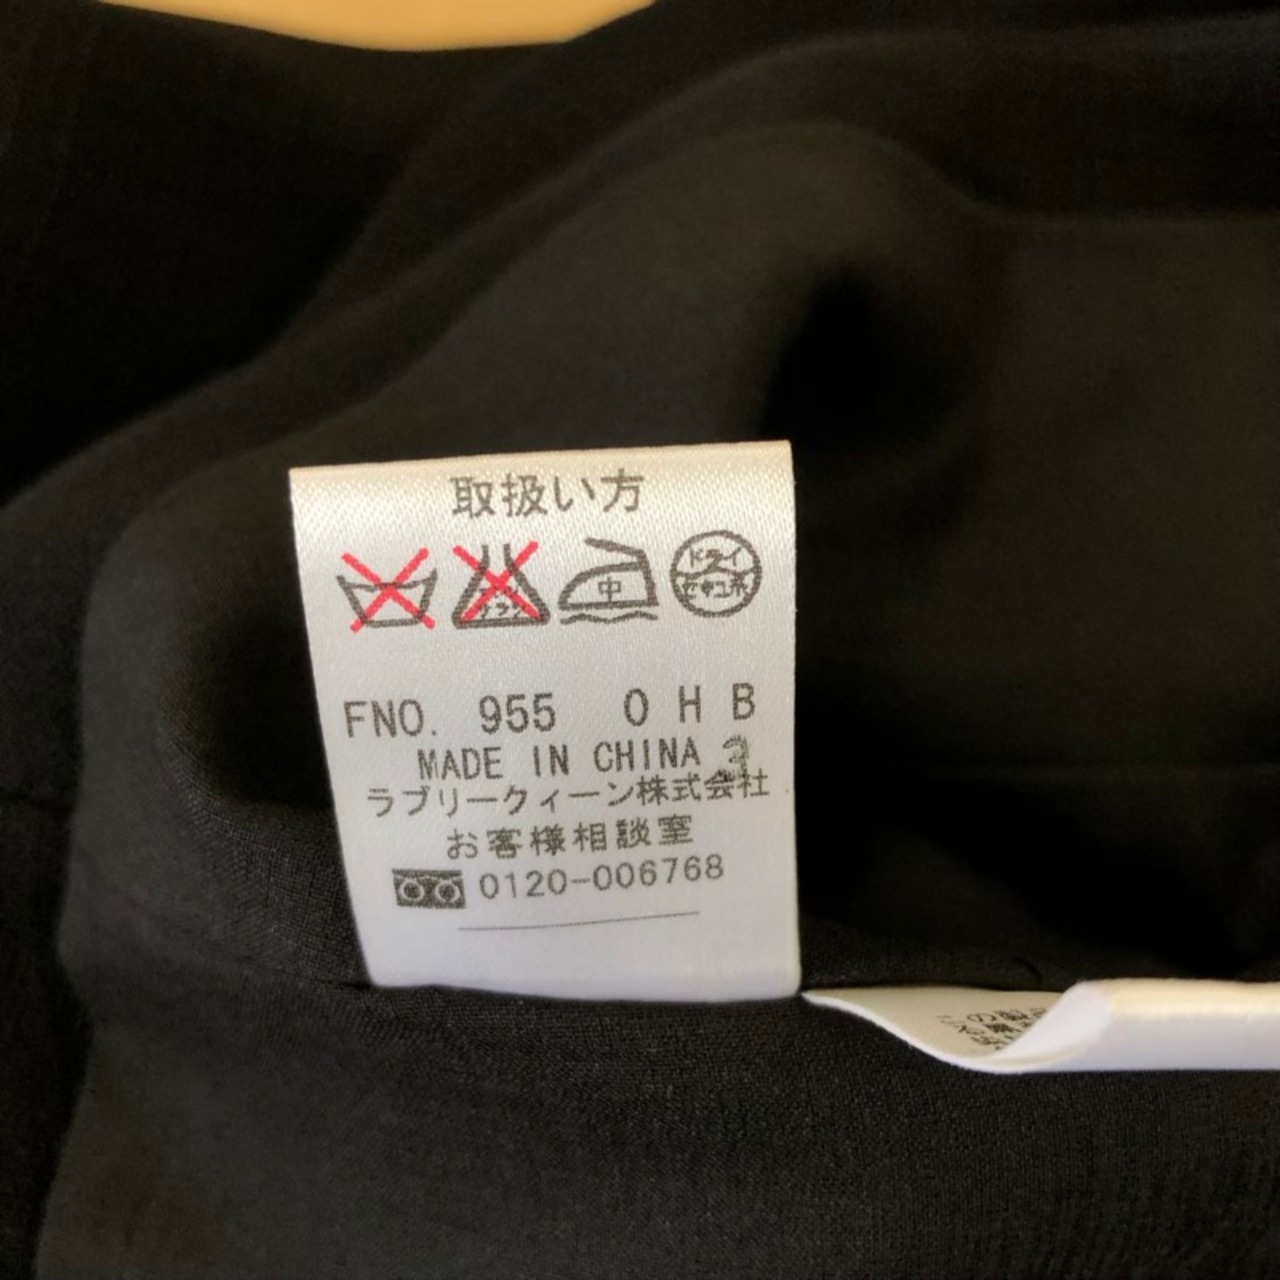 取扱い方
中
ドライ
セキユ系
FNO. 955 O H B
MADE IN CHINA 3
ラブリークィーン株式会社
お客様相談室
0120-006768